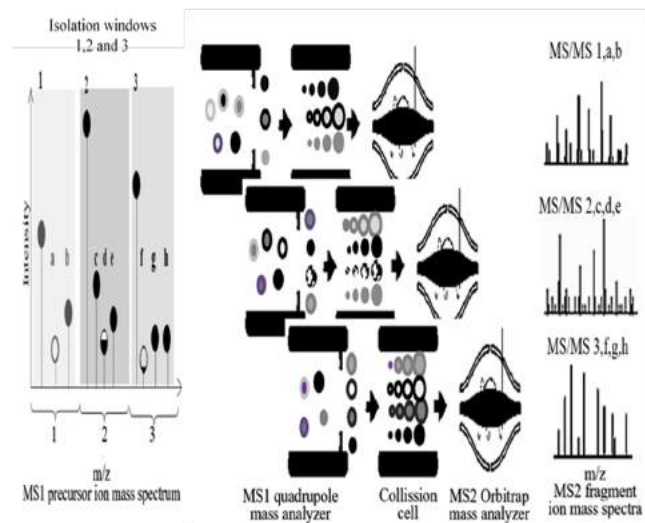 Isolation windows
1,2 and 3
1
2
3
Intensity
a
b
c
d
e
f
g
h
1
2
3
m/z
MS1 precursor ion mass spectrum
MS1 quadrupole
mass analyzer
Collission
cell
MS2 Orbitrap
mass analyzer
MS/MS 1,a,b
MS/MS 2,c,d,e
MS/MS 3,f,g,h
m/z
MS2 fragment
ion mass spectra